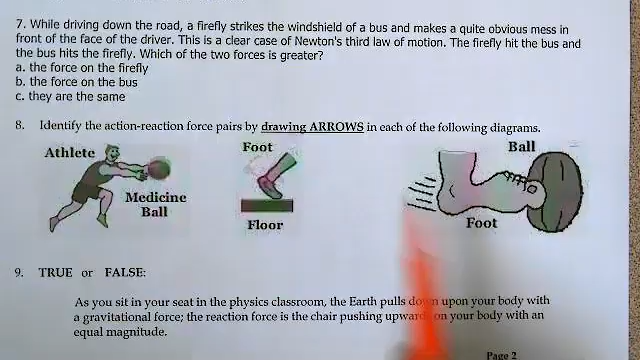 7. While driving down the road, a firefly strikes the windshield of a bus and makes a quite obvious mess in
front of the face of the driver. This is a clear case of Newton's third law of motion. The firefly hit the bus and
the bus hits the firefly. Which of the two forces is greater?
a. the force on the firefly
b. the force on the bus
c. they are the same
8. Identify the action-reaction force pairs by drawing ARROWS in each of the following diagrams.
Athlete
Medicine
Ball
Foot
Floor
Ball
Foot
9. TRUE or FALSE:
As you sit in your seat in the physics classroom, the Earth pulls down upon your body with
a gravitational force; the reaction force is the chair pushing upward on your body with an
equal magnitude.
Page 2